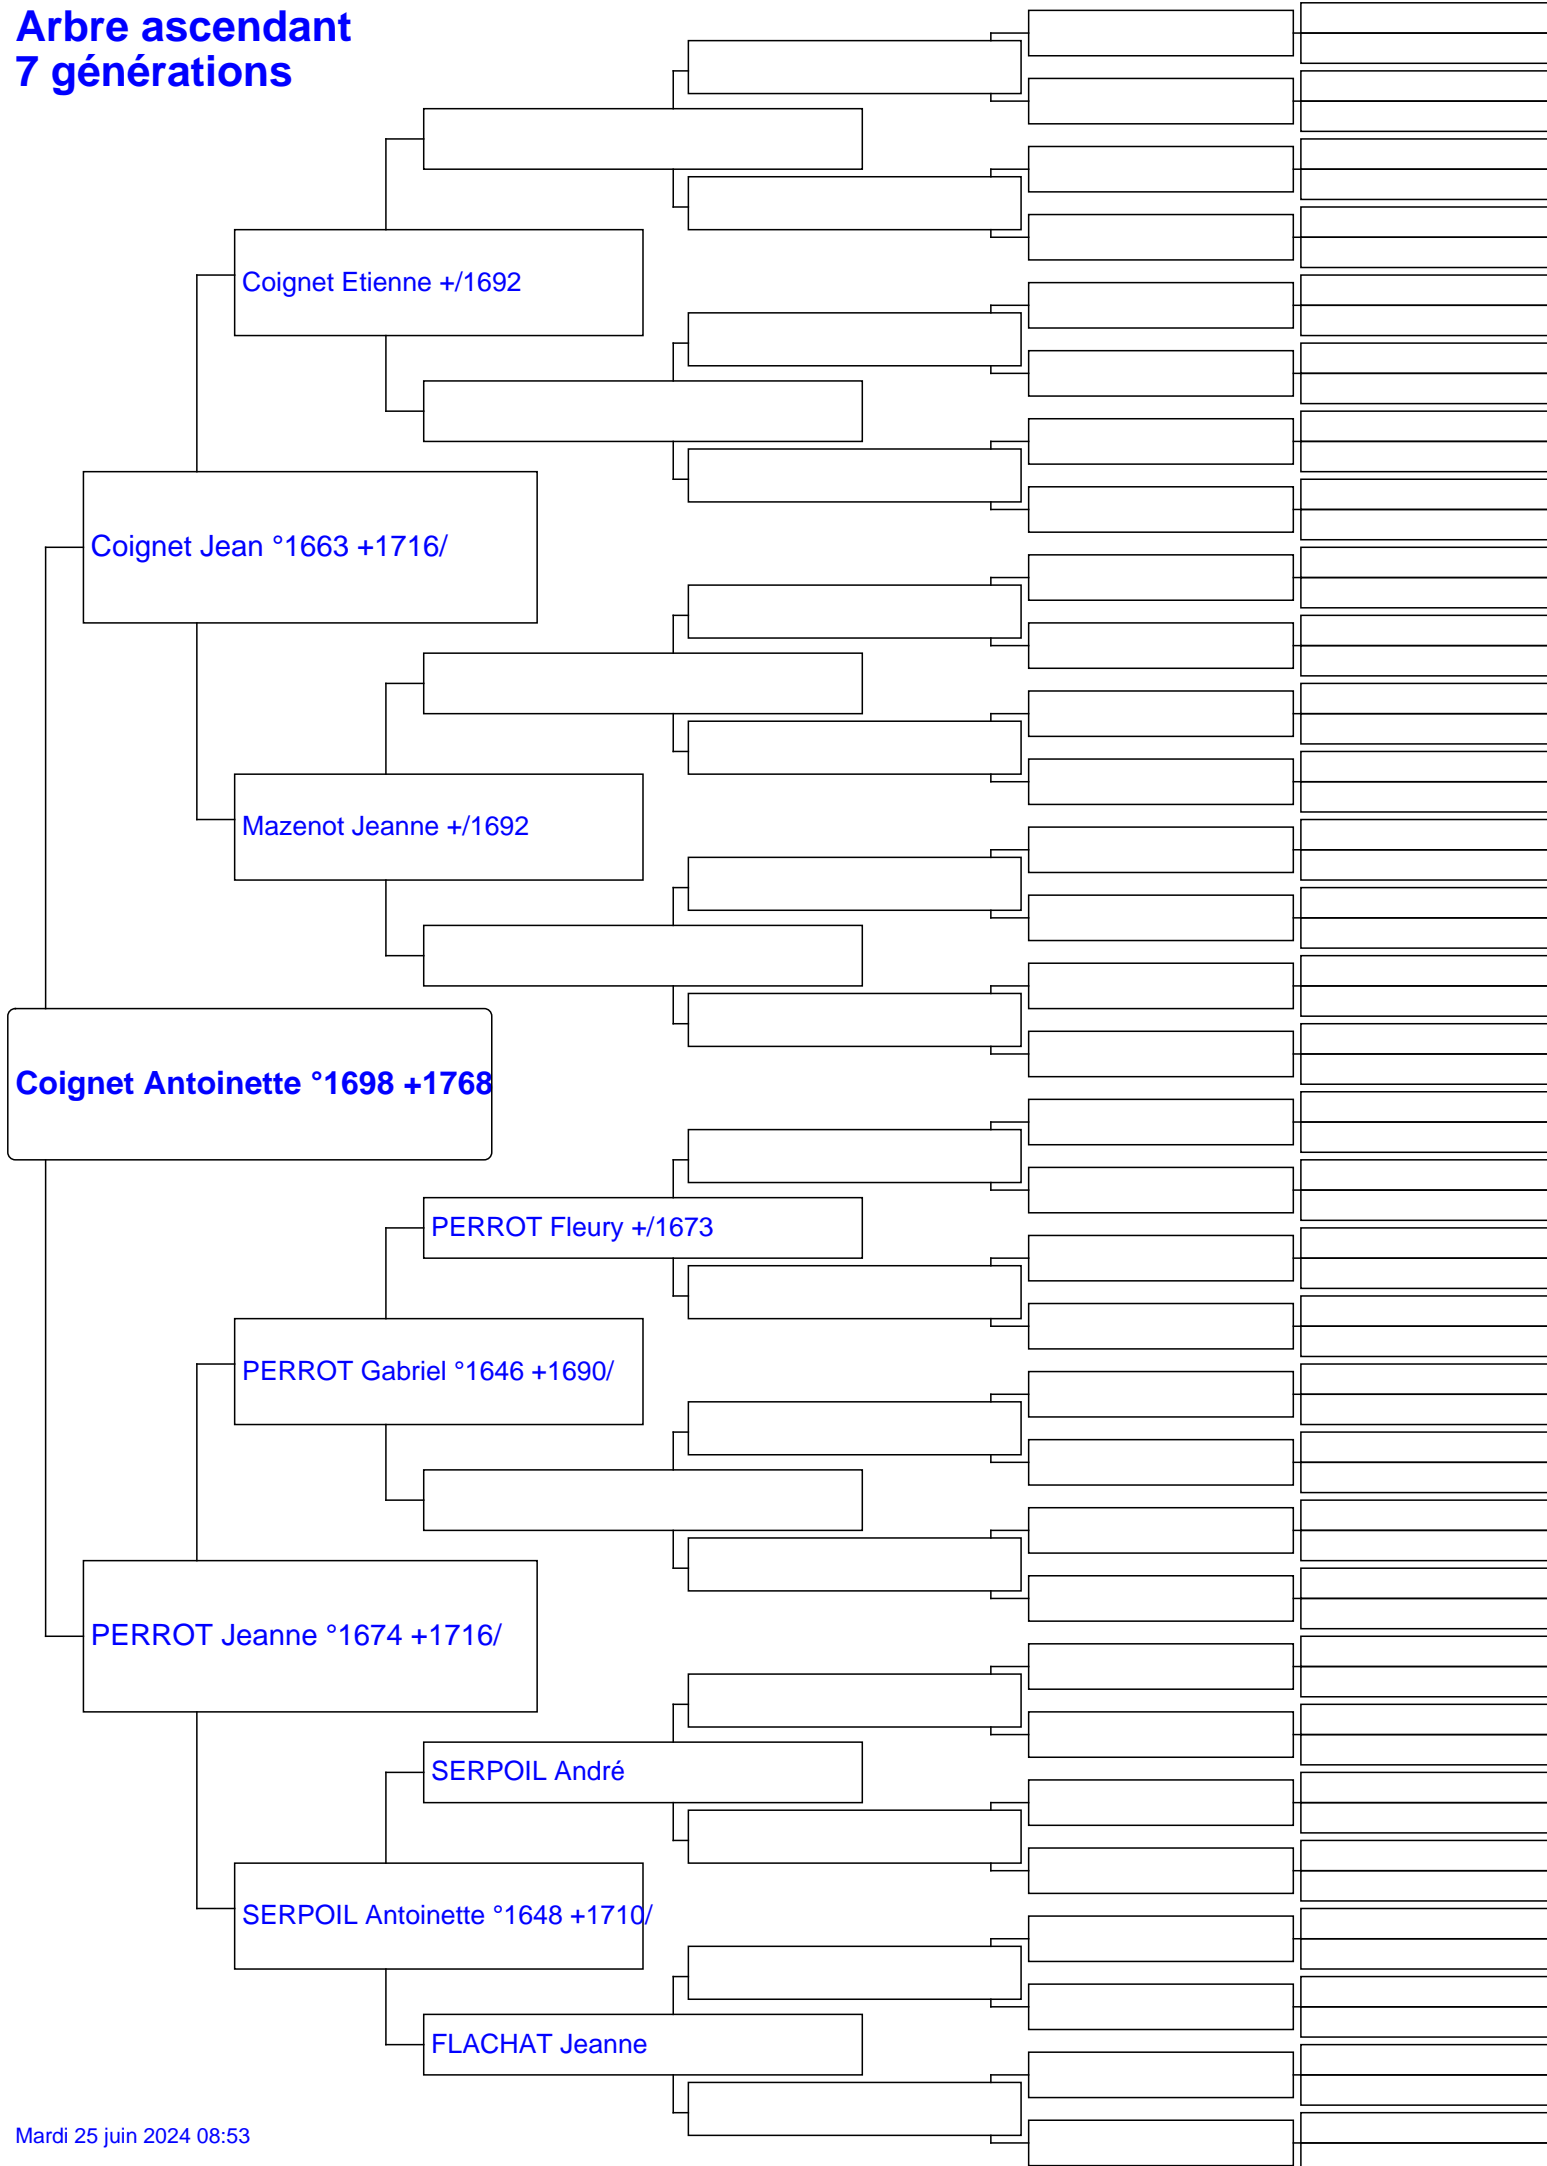 Arbre ascendant
7 générations
Coignet Etienne +/1692
Coignet Jean °1663 +1716/
Mazenot Jeanne +/1692
Coignet Antoinette °1698 +1768
PERROT Fleury +/1673
PERROT Gabriel °1646 +1690/
PERROT Jeanne °1674 +1716/
SERPOIL André
SERPOIL Antoinette °1648 +1710/
FLACHAT Jeanne
Mardi 25 juin 2024 08:53